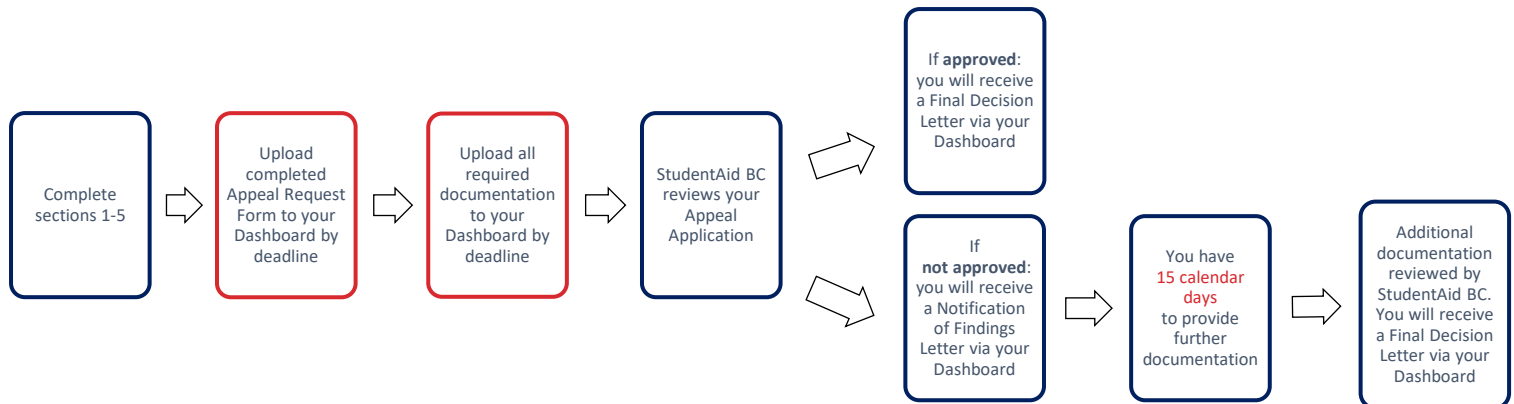 Complete
sections 1-5
Upload
completed
Appeal Request
Form to your
Dashboard by
deadline
Upload all
required
documentation
to your
Dashboard by
deadline
StudentAid BC
reviews your
Appeal
Application
If approved:
you will receive
a Final Decision
Letter via your
Dashboard
If
not approved:
you will receive
a Notification
of Findings
Letter via your
Dashboard
You have
15 calendar
days
to provide
further
documentation
Additional
documentation
reviewed by
StudentAid BC.
You will receive
a Final Decision
Letter via your
Dashboard